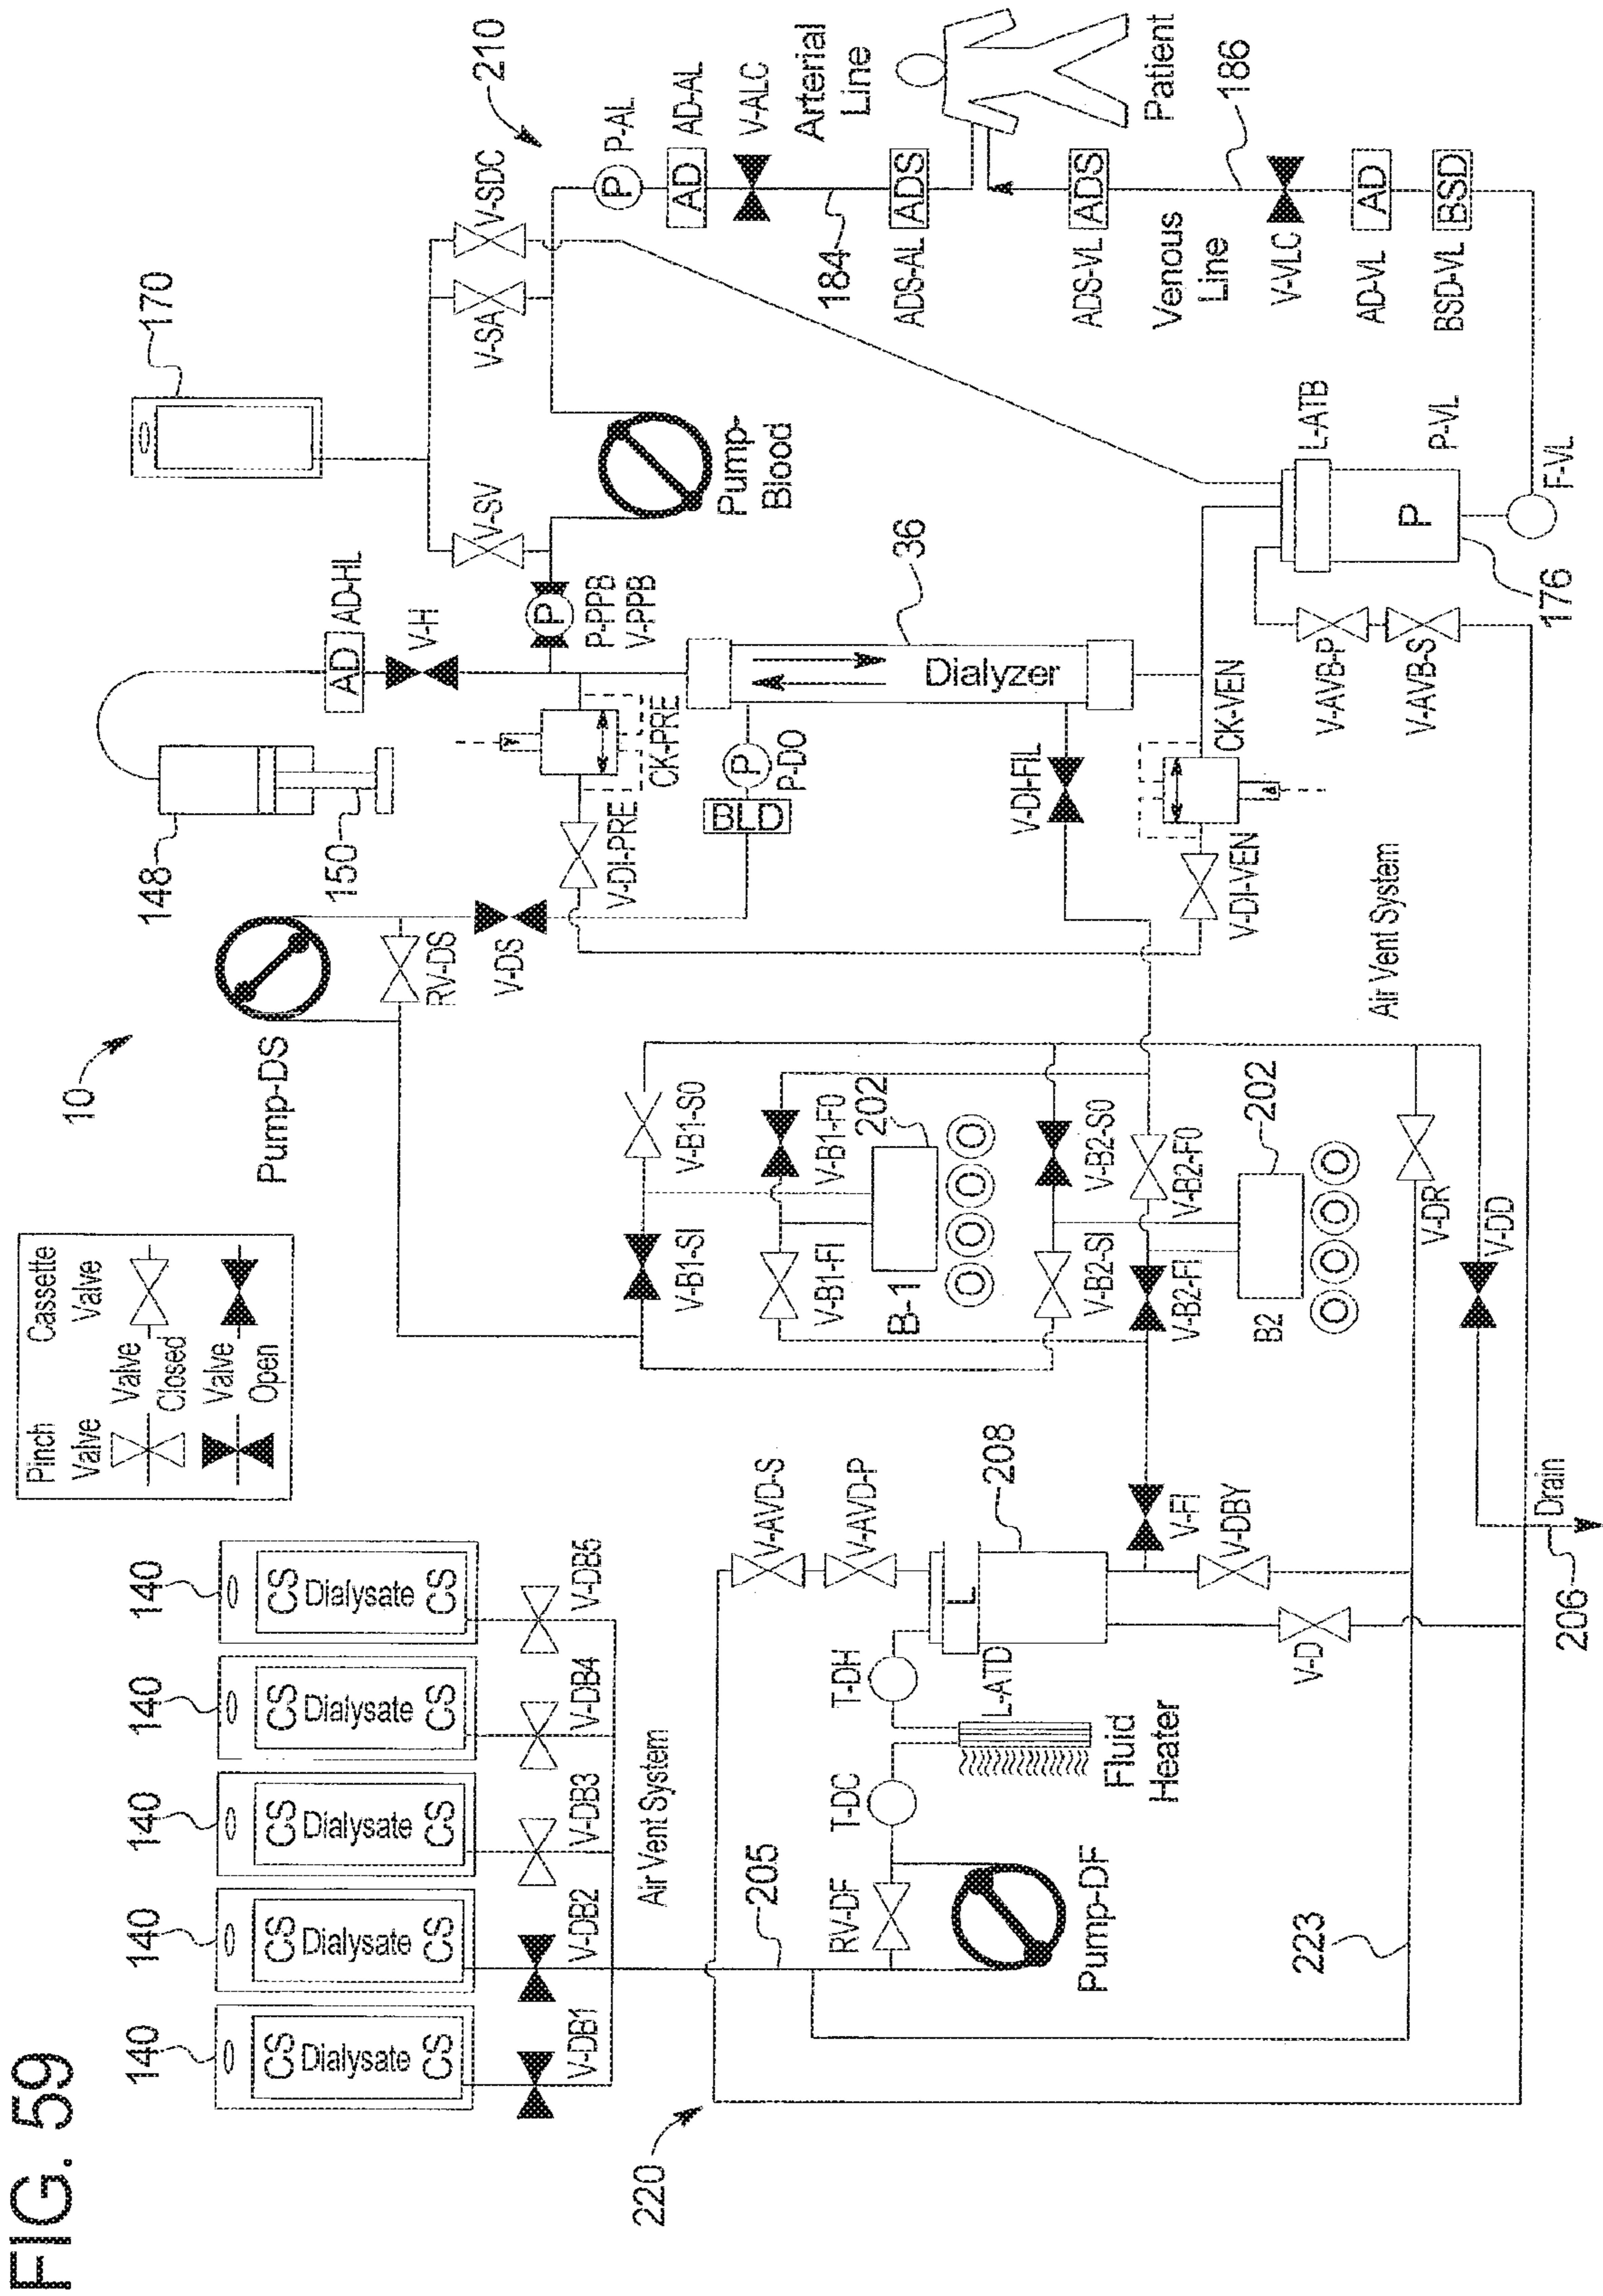 FIG. 59
140
140
140
140
140
CS
Dialysate
CS
CS
Dialysate
CS
CS
Dialysate
CS
CS
Dialysate
CS
CS
Dialysate
CS
V-DB1
V-DB2
V-DB3
V-DB4
V-DB5
Pinch
Valve
Cassette
Valve
Valve
Closed
Valve
Open
10
Pump-DS
RV-DS
V-DS
148
150
AD
AD-HL
V-H
170
V-SV
V-SA
V-SDC
210
P
P-AL
AD
AD-AL
V-ALC
Arterial
Line
184
ADS
ADS-AL
Patient
ADS
ADS-VL
Venous
Line
186
V-VLC
AD
AD-VL
BSD
BSD-VL
Pump-
Blood
P
P-PPB
V-PPB
CK-PRE
V-DI-PRE
P
P-DO
BLD
36
Dialyzer
V-DI-FIL
CK-VEN
V-DI-VEN
L-ATB
P
P-VL
F-VL
176
V-AVB-P
V-AVB-S
Air Vent System
V-B1-S0
V-B1-SI
V-B1-F0
V-B1-FI
202
B-1
V-B2-S0
V-B2-SI
V-B2-F0
V-B2-FI
202
B2
V-DR
V-DD
Drain
206
Air Vent System
220
205
RV-DF
Pump-DF
T-DC
T-DH
Fluid
Heater
L
L-ATD
208
V-AVD-S
V-AVD-P
V-FI
V-DBY
V-D
223